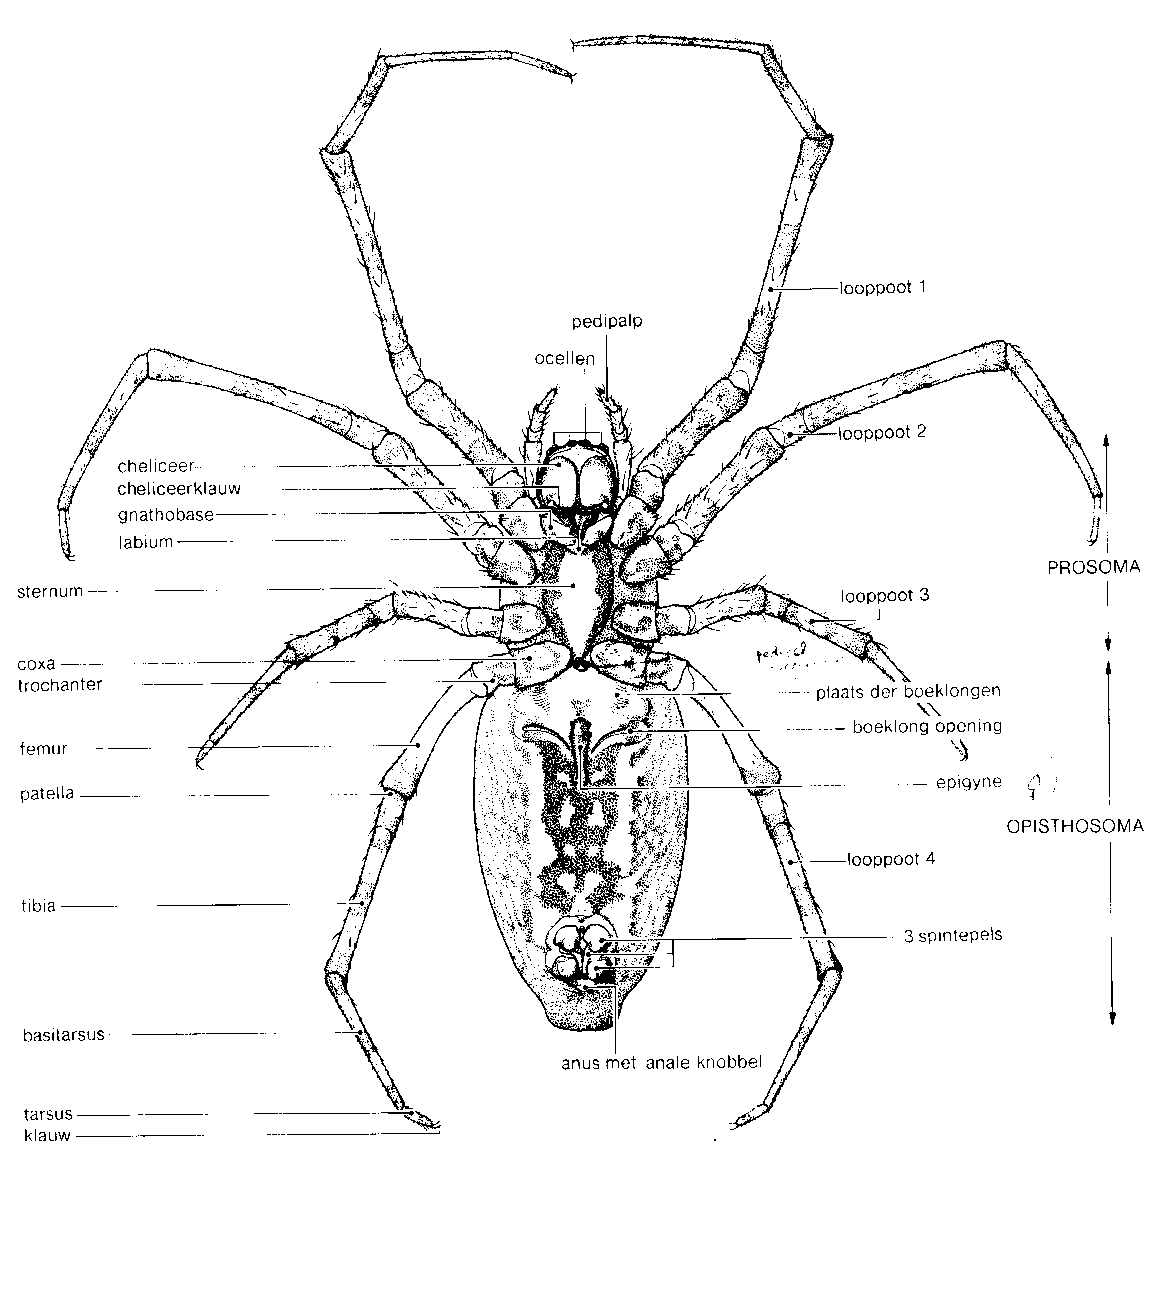 looppoot 1
pedipalp
ocellen
looppoot 2
cheliceer
cheliceerklauw
gnathobase
labium
PROSOMA
sternum
looppoot 3
coxa
trochanter
plaats der boeklongen
boeklong opening
femur
epigyne ♀
patella
OPISTHOSOMA
looppoot 4
tibia
3 spintepels
basitarsus
anus met anale knobbel
tarsus
klauw